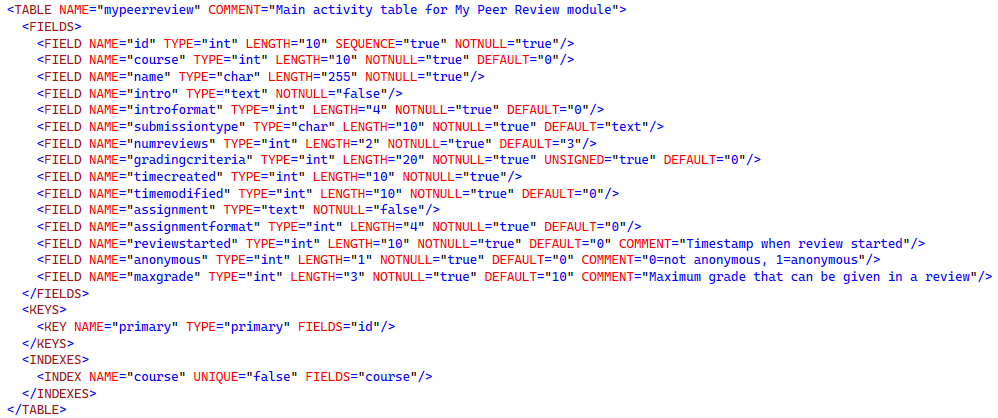 <TABLE NAME="mypeerreview" COMMENT="Main activity table for My Peer Review module">
<FIELDS>
<FIELD NAME="id" TYPE="int" LENGTH="10" SEQUENCE="true" NOTNULL="true"/>
<FIELD NAME="course" TYPE="int" LENGTH="10" NOTNULL="true" DEFAULT="0"/>
<FIELD NAME="name" TYPE="char" LENGTH="255" NOTNULL="true"/>
<FIELD NAME="intro" TYPE="text" NOTNULL="false"/>
<FIELD NAME="introformat" TYPE="int" LENGTH="4" NOTNULL="true" DEFAULT="0"/>
<FIELD NAME="submissiontype" TYPE="char" LENGTH="10" NOTNULL="true" DEFAULT="text"/>
<FIELD NAME="numreviews" TYPE="int" LENGTH="2" NOTNULL="true" DEFAULT="3"/>
<FIELD NAME="gradingcriteria" TYPE="int" LENGTH="20" NOTNULL="true" UNSIGNED="true" DEFAULT="0"/>
<FIELD NAME="timecreated" TYPE="int" LENGTH="10" NOTNULL="true"/>
<FIELD NAME="timemodified" TYPE="int" LENGTH="10" NOTNULL="true" DEFAULT="0"/>
<FIELD NAME="assignment" TYPE="text" NOTNULL="false"/>
<FIELD NAME="assignmentformat" TYPE="int" LENGTH="4" NOTNULL="true" DEFAULT="0"/>
<FIELD NAME="reviewstarted" TYPE="int" LENGTH="10" NOTNULL="true" DEFAULT="0" COMMENT="Timestamp when review started"/>
<FIELD NAME="anonymous" TYPE="int" LENGTH="1" NOTNULL="true" DEFAULT="0" COMMENT="0=not anonymous, 1=anonymous"/>
<FIELD NAME="maxgrade" TYPE="int" LENGTH="3" NOTNULL="true" DEFAULT="10" COMMENT="Maximum grade that can be given in a review"/>
</FIELDS>
<KEYS>
<KEY NAME="primary" TYPE="primary" FIELDS="id"/>
</KEYS>
<INDEXES>
<INDEX NAME="course" UNIQUE="false" FIELDS="course"/>
</INDEXES>
</TABLE>